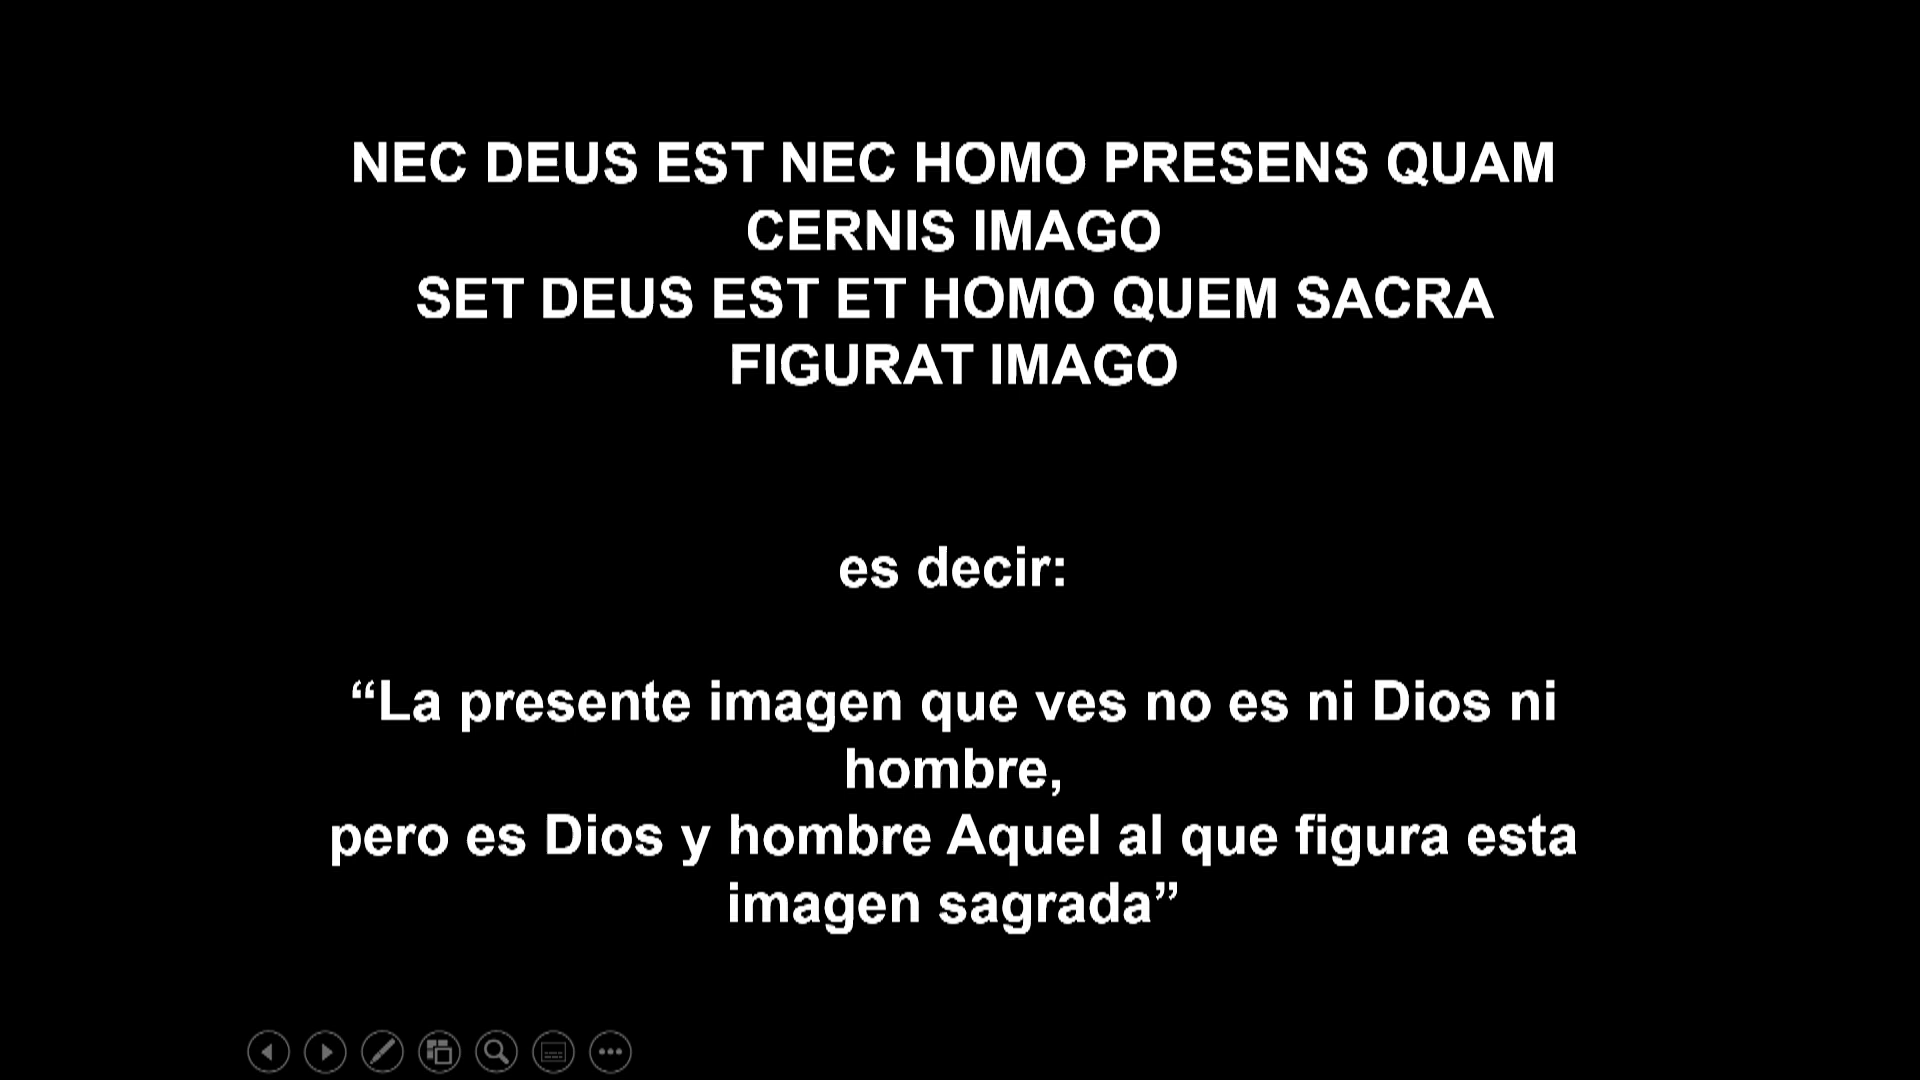 NEC DEUS EST NEC HOMO PRESENS QUAM
CERNIS IMAGO
SET DEUS EST ET HOMO QUEM SACRA
FIGURAT IMAGO
es decir:
“La presente imagen que ves no es ni Dios ni
hombre,
pero es Dios y hombre Aquel al que figura esta
imagen sagrada”